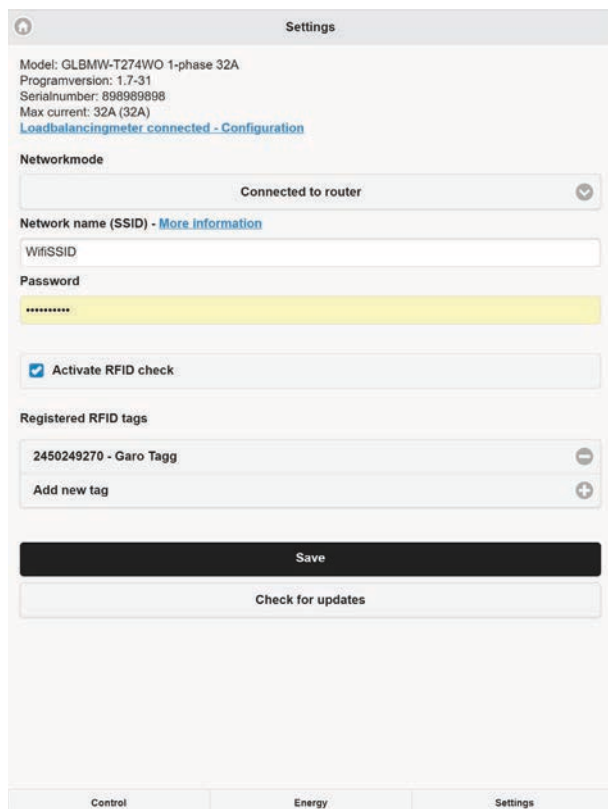 Settings
Model: GLBMW-T274WO 1-phase 32A
Programversion: 1.7-31
Serialnumber: 898989898
Max current: 32A (32A)
Loadbalancingmeter connected - Configuration
Networkmode
Connected to router
Network name (SSID) - More information
WifiSSID
Password
••••••••••
Activate RFID check
Registered RFID tags
2450249270 - Garo Tagg
Add new tag
Save
Check for updates
Control Energy Settings